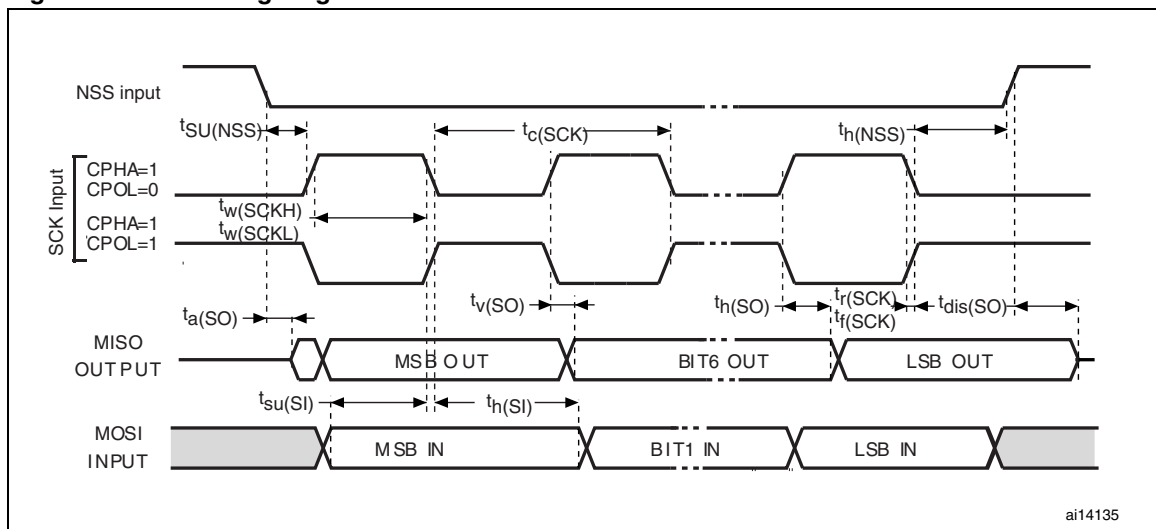 NSS input
tSU(NSS)
tc(SCK)
th(NSS)
SCK Input
CPHA=1
CPOL=0
CPHA=1
CPOL=1
tw(SCKH)
tw(SCKL)
ta(SO)
tv(SO)
th(SO)
tr(SCK)
tf(SCK)
tdis(SO)
MISO
OUTPUT
MSB OUT
BIT6 OUT
LSB OUT
tsu(SI)
th(SI)
MOSI
INPUT
MSB IN
BIT1 IN
LSB IN
ai14135